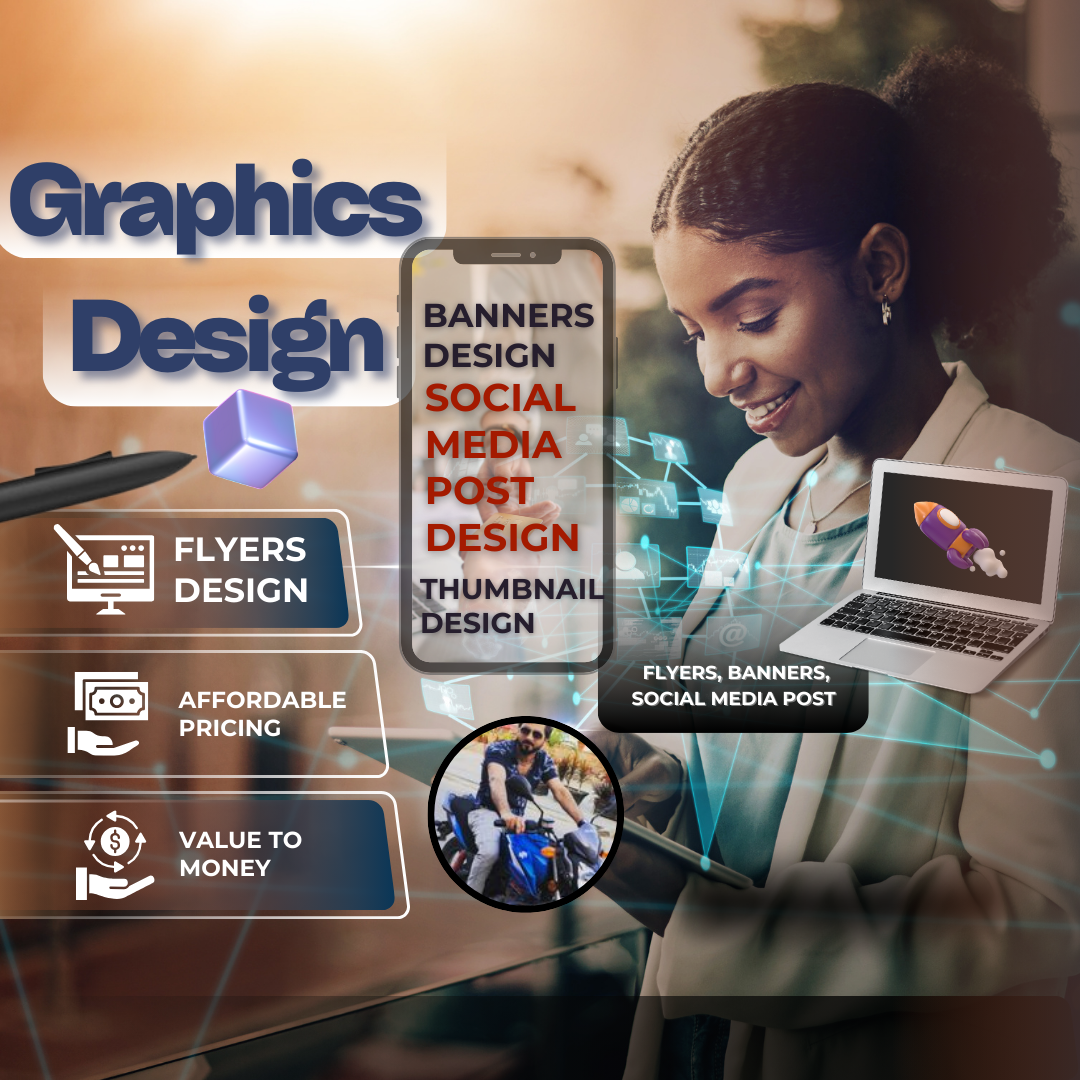 Graphics
Design
BANNERS
DESIGN
SOCIAL
MEDIA
POST
DESIGN
THUMBNAIL
DESIGN
FLYERS
DESIGN
AFFORDABLE
PRICING
VALUE TO
MONEY
FLYERS, BANNERS,
SOCIAL MEDIA POST